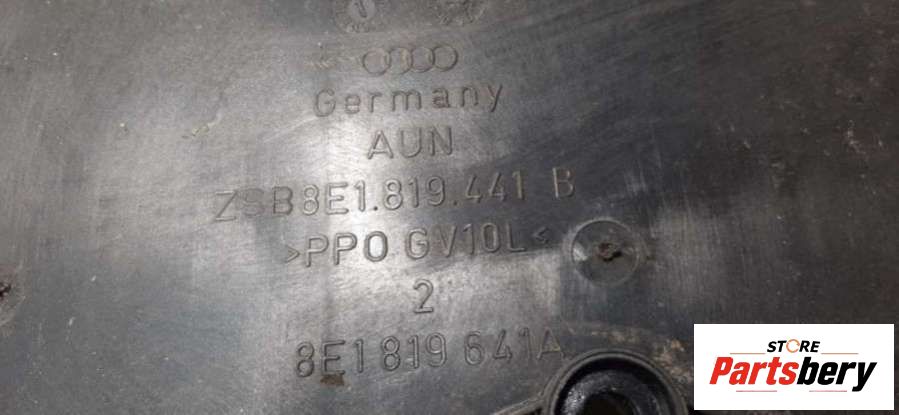 Germany
AUN
ZSB8E1.819.441 B
>PPO GV10L<
2
8E1 819 641A
STORE
Partsbery